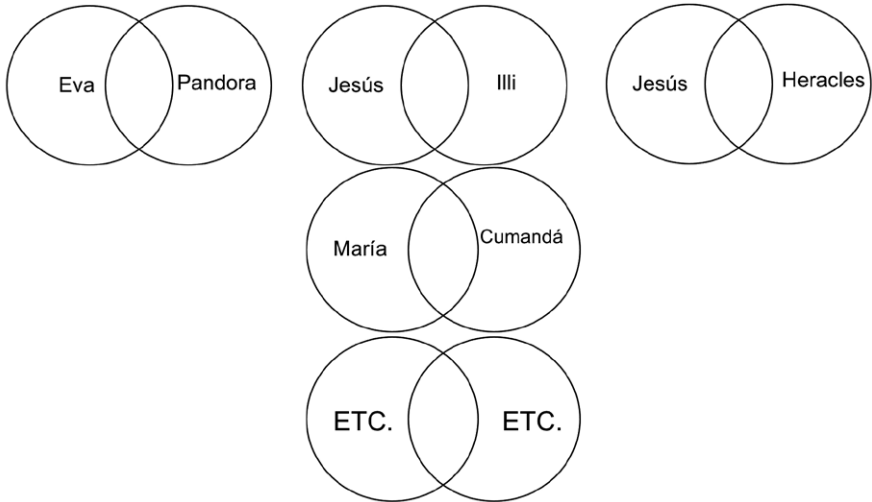 Eva
Pandora
Jesús
Illi
Jesús
Heracles
María
Cumandá
ETC.
ETC.